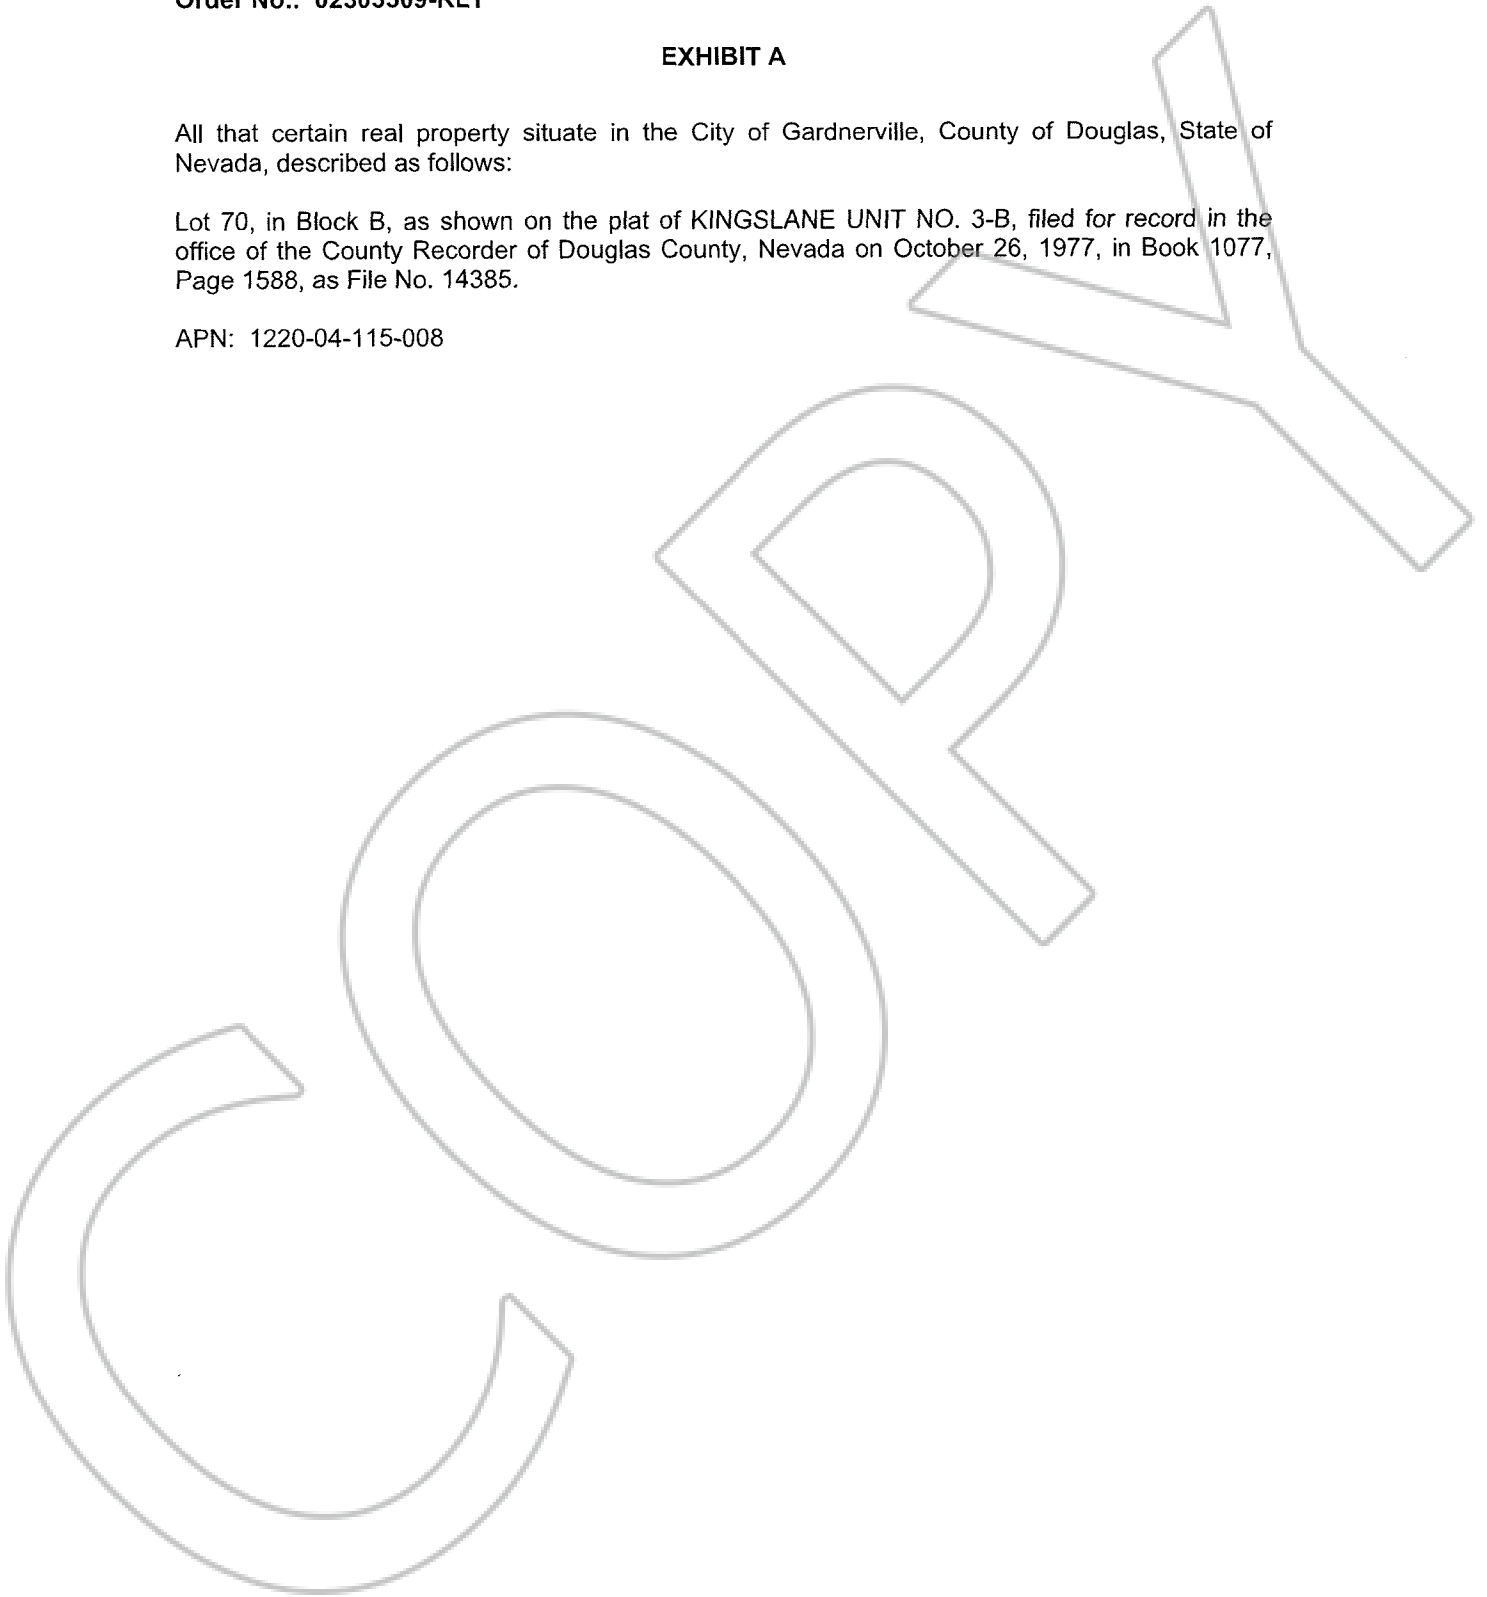 Order No.:
EXHIBIT A
All that certain real property situate in the City of Gardnerville, County of Douglas, State of
Nevada, described as follows:
Lot 70, in Block B, as shown on the plat of KINGSLANE UNIT NO. 3-B, filed for record in the
office of the County Recorder of Douglas County, Nevada on October 26, 1977, in Book 1077,
Page 1588, as File No. 14385.
APN: 1220-04-115-008
COPY